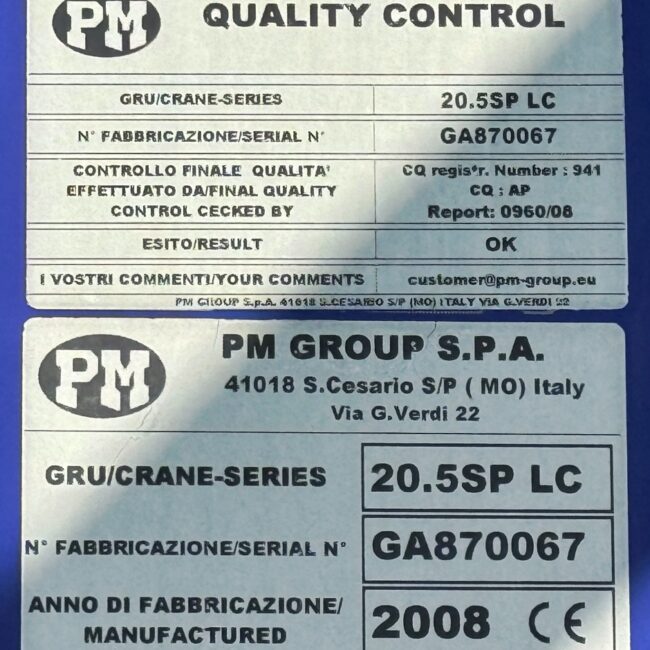 PM QUALITY CONTROL
GRU/CRANE-SERIES 20.5SP LC
N° FABBRICAZIONE/SERIAL N° GA870067
CONTROLLO FINALE QUALITA' CQ regis*r. Number : 941
EFFETTUATO DA/FINAL QUALITY CQ : AP
CONTROL CECKED BY Report: 0960/08
ESITO/RESULT OK
I VOSTRI COMMENTI/YOUR COMMENTS customer@pm-group.eu
PM GROUP S.p.A. 41018 S.CESARIO S/P (MO) ITALY VIA G.VERDI 22
PM PM GROUP S.P.A.
41018 S.Cesario S/P ( MO) Italy
Via G.Verdi 22
GRU/CRANE-SERIES 20.5SP LC
N° FABBRICAZIONE/SERIAL N° GA870067
ANNO DI FABBRICAZIONE/
MANUFACTURED 2008 CE